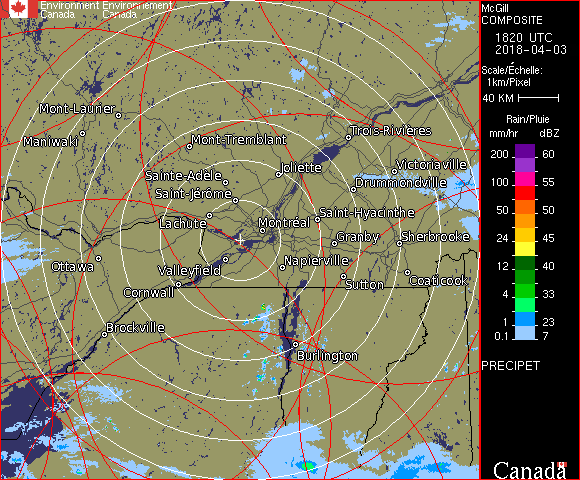 Environment Environnement
Canada Canada
McGill
COMPOSITE
1820 UTC
2018-04-03
Scale/Échelle:
1km/Pixel
40 KM
Rain/Pluie
mm/hr dBZ
200 60
100 55
50 50
24 45
12 40
4 33
1 23
0.1 7
PRECIPET
Mont-Laurier
Maniwaki
Mont-Tremblant
Trois-Rivières
Sainte-Adèle
Joliette
Victoriaville
Saint-Jérôme
Drummondville
Lachute
Montréal
Saint-Hyacinthe
Granby
Sherbrooke
Ottawa
Valleyfield
Napierville
Cornwall
Sutton
Coaticook
Brockville
Burlington
Canada